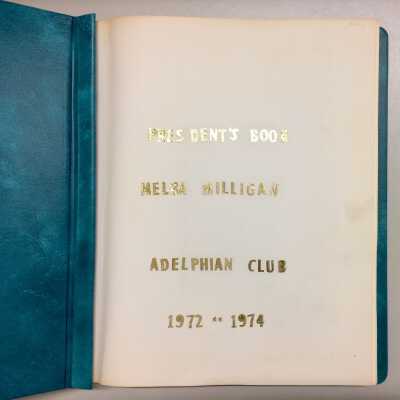 PRESIDENT'S BOOK
MELBA MILLIGAN
ADELPHIAN CLUB
1972 ** 1974